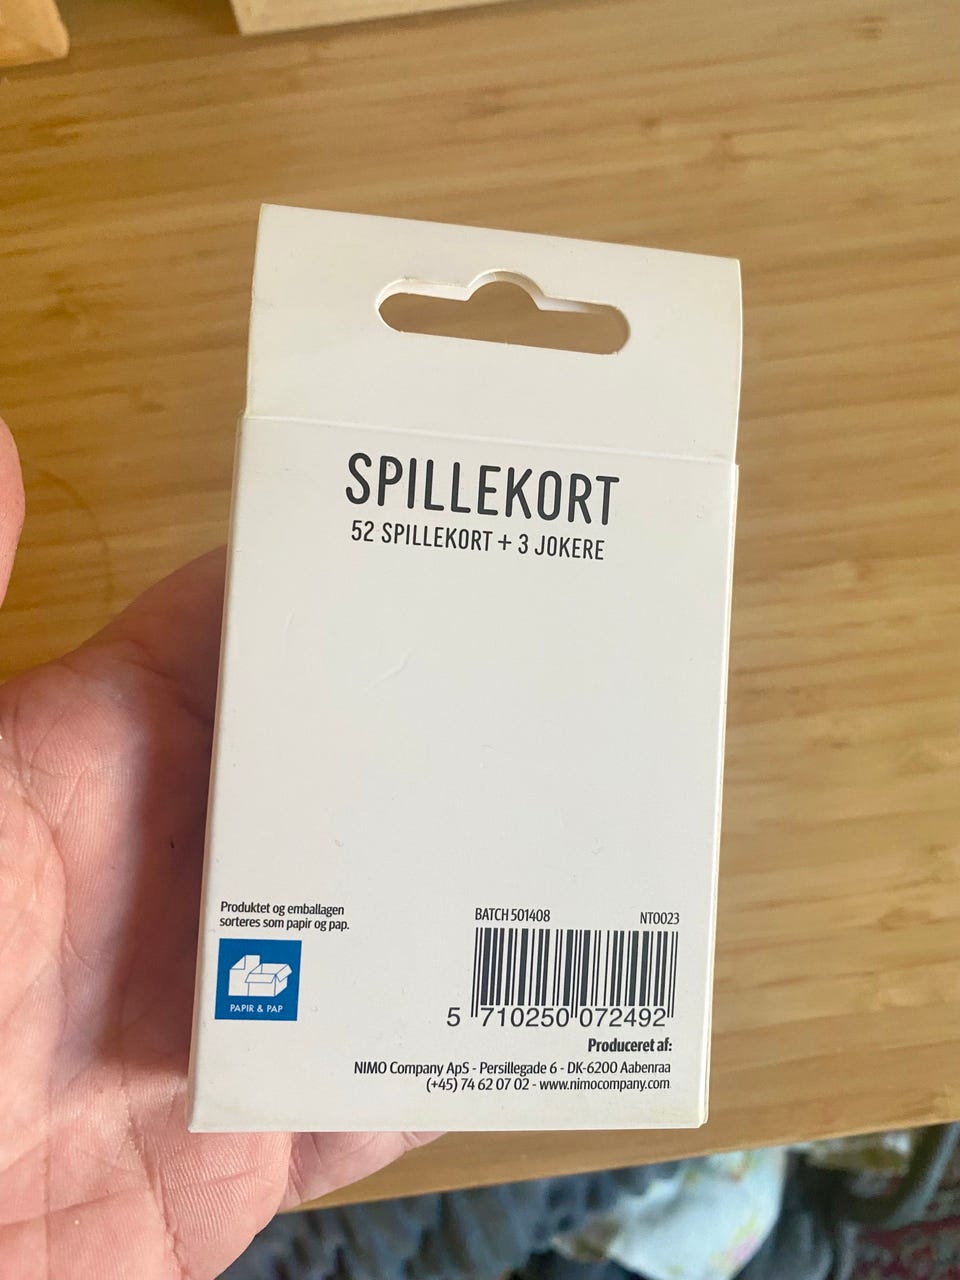 SPILLEKORT
52 SPILLEKORT + 3 JOKERE
Produktet og emballagen
sorteres som papir og pap.
PAPIR & PAP
BATCH 501408 NT0023
5 710250 072492
Produceret af:
NIMO Company ApS - Persillegade 6 - DK-6200 Aabenraa
(+45) 74 62 07 02 - www.nimocompany.com